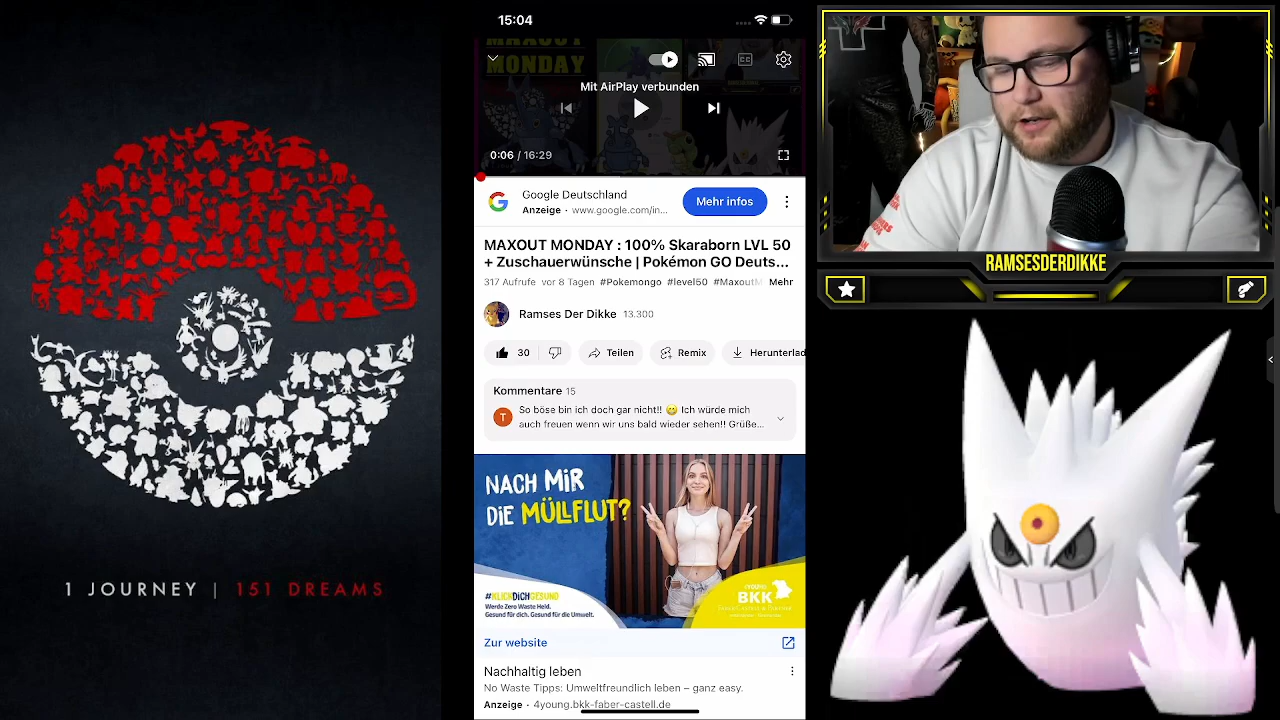 1 JOURNEY | 151 DREAMS
15:04
MAXOUT
MONDAY
CC
Mit AirPlay verbunden
0:06 / 16:29
Google Deutschland
Anzeige · www.google.com/in...
Mehr infos
MAXOUT MONDAY : 100% Skaraborn LVL 50
+ Zuschauerwünsche | Pokémon GO Deuts...
317 Aufrufe vor 8 Tagen #Pokemongo #level50 #MaxoutM Mehr
Ramses Der Dikke 13.300
30
Teilen
Remix
Herunterlad
Kommentare 15
T
So böse bin ich doch gar nicht!! 😀 Ich würde mich
auch freuen wenn wir uns bald wieder sehen!! Grüße...
NACH MIR
DIE MÜLLFLUT?
#KLICKDICHGESUND
Werde Zero Waste Held.
Gesund für dich. Gesund für die Umwelt.
BKK
Zur website
Nachhaltig leben
No Waste Tipps: Umweltfreundlich leben – ganz easy.
Anzeige · 4young.bkk-faber-castell.de
RAMSESDERDIKKE